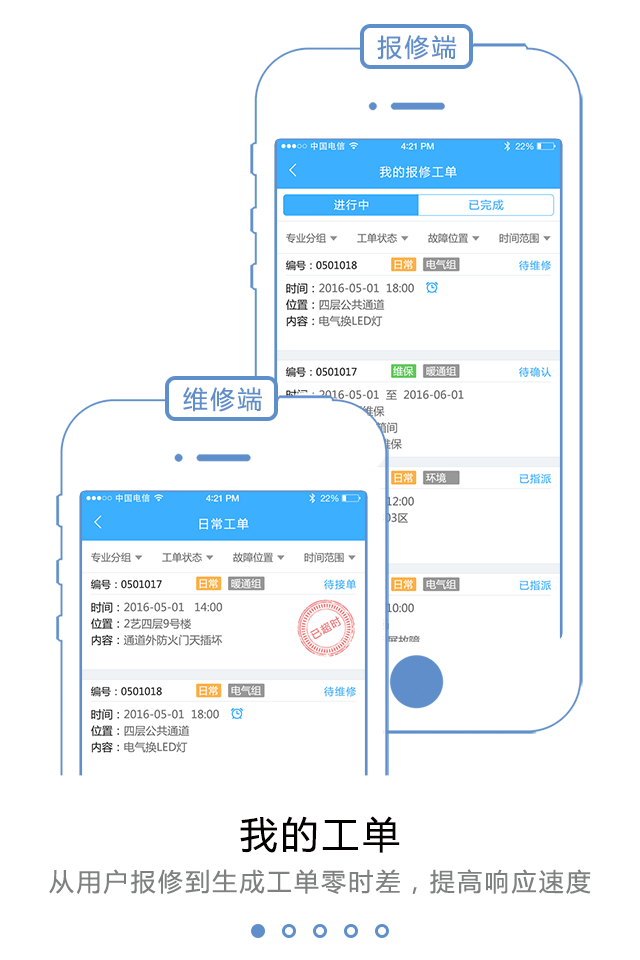 报修端
中国电信 4:21 PM 22%
我的报修工单
进行中 已完成
专业分组 工单状态 故障位置 时间范围
编号：0501018 日常 电气组 待维修
时间：2016-05-01 18:00
位置：四层公共通道
内容：电气换LED灯
编号：0501017 维保 暖通组 待确认
2016-05-01 至 2016-06-01
维保
间
维保
日常 环境 已指派
12:00
03区
日常 电气组 已指派
10:00
维修端
中国电信 4:21 PM 22%
日常工单
专业分组 工单状态 故障位置 时间范围
编号：0501017 日常 暖通组 待接单
时间：2016-05-01 14:00
位置：2艺四层9号楼
内容：通道外防火门天插坏
已超时
编号：0501018 日常 电气组 待维修
时间：2016-05-01 18:00
位置：四层公共通道
内容：电气换LED灯
我的工单
从用户报修到生成工单零时差，提高响应速度